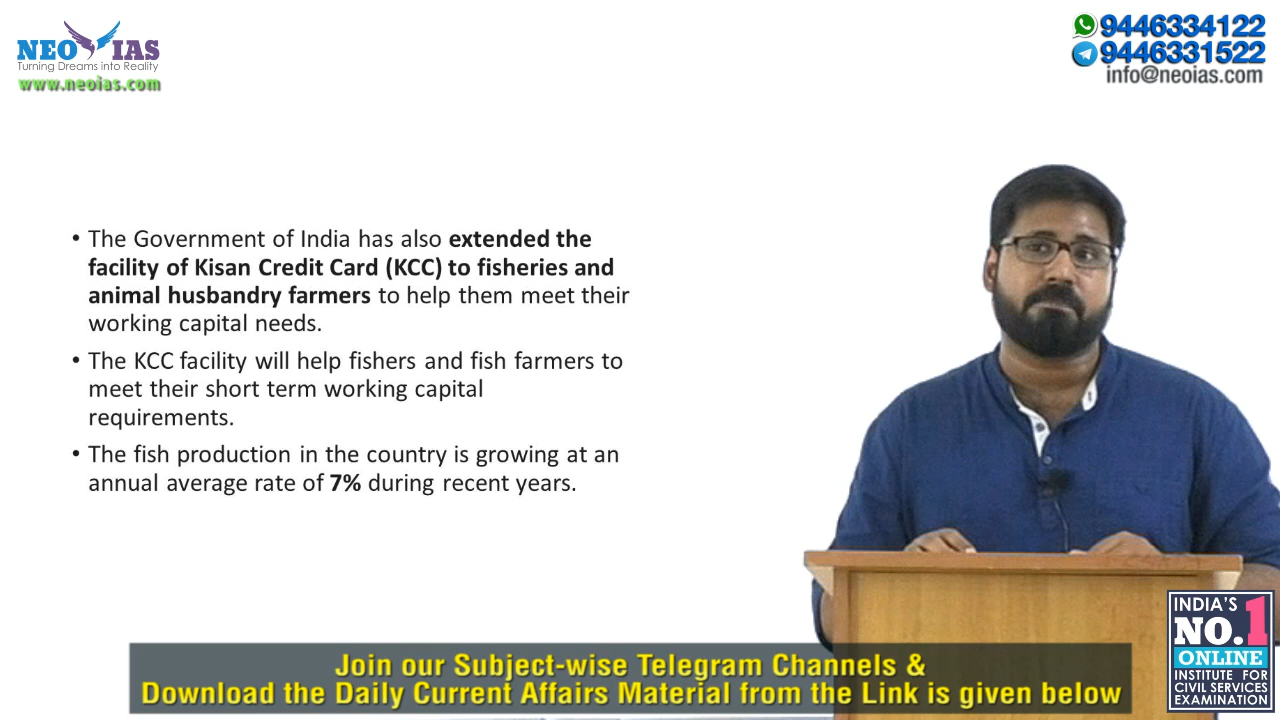 NEO IAS
Turning Dreams into Reality
www.neoias.com
9446334122
9446331522
info@neoias.com
• The Government of India has also extended the
facility of Kisan Credit Card (KCC) to fisheries and
animal husbandry farmers to help them meet their
working capital needs.
• The KCC facility will help fishers and fish farmers to
meet their short term working capital
requirements.
• The fish production in the country is growing at an
annual average rate of 7% during recent years.
INDIA'S
NO.1
ONLINE
INSTITUTE FOR
CIVIL SERVICES
EXAMINATION
Join our Subject-wise Telegram Channels &
Download the Daily Current Affairs Material from the Link is given below